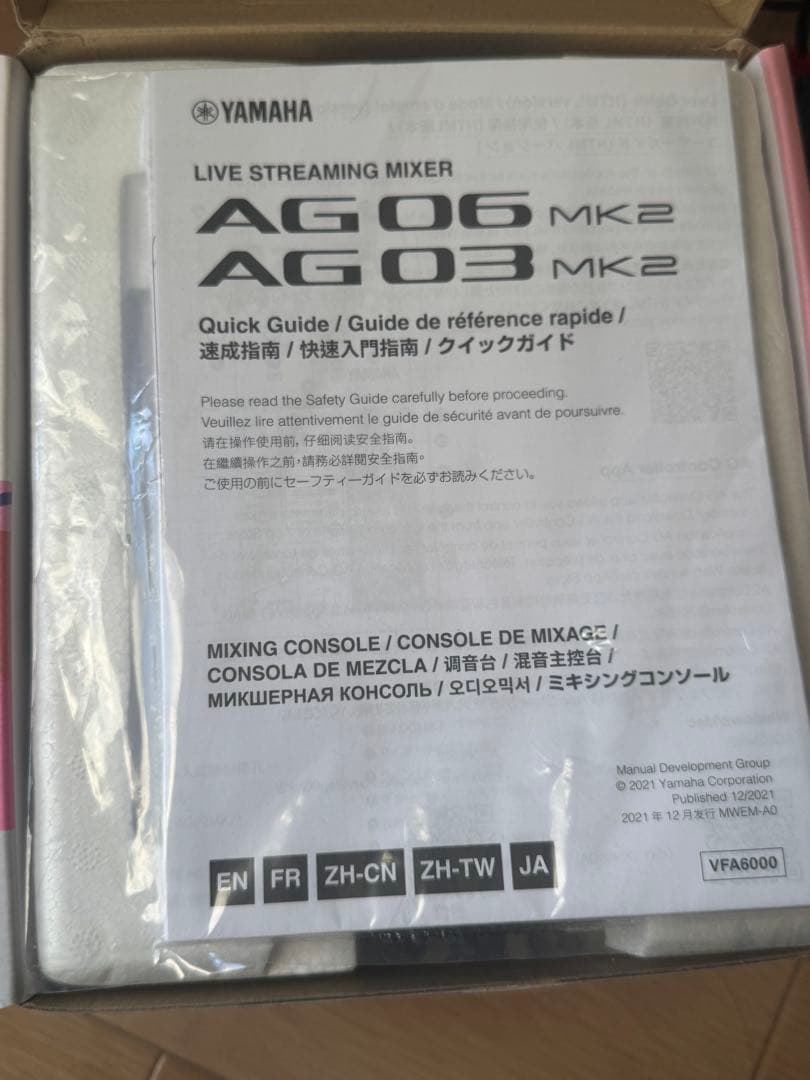 YAMAHA
LIVE STREAMING MIXER
AG06 MK2
AG03 MK2
Quick Guide / Guide de référence rapide /
速成指南 / 快速入門指南 / クイックガイド
Please read the Safety Guide carefully before proceeding.
Veuillez lire attentivement le guide de sécurité avant de poursuivre.
请在操作使用前, 仔细阅读安全指南。
在繼續操作之前,請務必詳閱安全指南。
ご使用の前にセーフティーガイドを必ずお読みください。
MIXING CONSOLE / CONSOLE DE MIXAGE /
CONSOLA DE MEZCLA / 调音台 / 混音主控台 /
МИКШЕРНАЯ КОНСОЛЬ / 오디오믹서 / ミキシングコンソール
Manual Development Group
© 2021 Yamaha Corporation
Published 12/2021
2021 年 12 月发行 MWEM-A0
EN FR ZH-CN ZH-TW JA
VFA6000